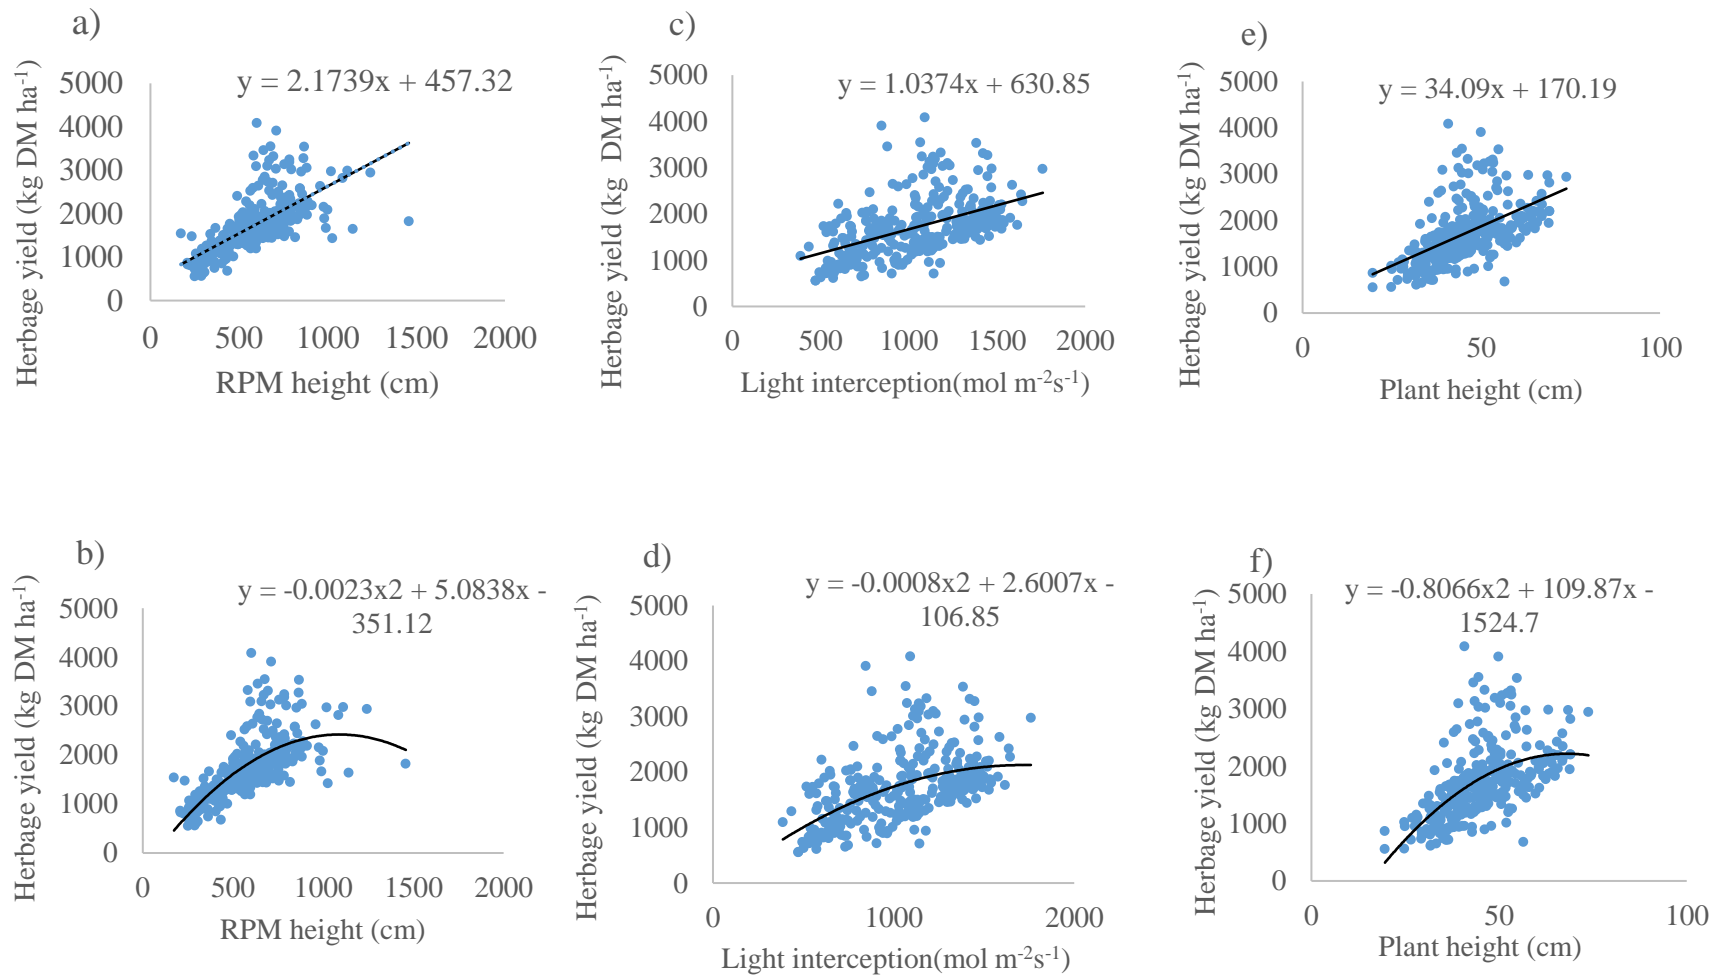 a)
Herbage yield (kg DM ha-1)
y = 2.1739x + 457.32
5000
4000
3000
2000
1000
0
0 500 1000 1500 2000
RPM height (cm)
c)
Herbage yield (kg DM ha-1)
y = 1.0374x + 630.85
5000
4000
3000
2000
1000
0
0 500 1000 1500 2000
Light interception(mol m-2s-1)
e)
Herbage yield (kg DM ha-1)
y = 34.09x + 170.19
5000
4000
3000
2000
1000
0
0 50 100
Plant height (cm)
b)
Herbage yield (kg DM ha-1)
y = -0.0023x2 + 5.0838x -
351.12
5000
4000
3000
2000
1000
0
0 500 1000 1500 2000
RPM height (cm)
d)
Herbage yield (kg DM ha-1)
y = -0.0008x2 + 2.6007x -
106.85
5000
4000
3000
2000
1000
0
0 1000 2000
Light interception(mol m-2s-1)
f)
Herbage yield (kg DM ha-1)
y = -0.8066x2 + 109.87x -
1524.7
5000
4000
3000
2000
1000
0
0 50 100
Plant height (cm)